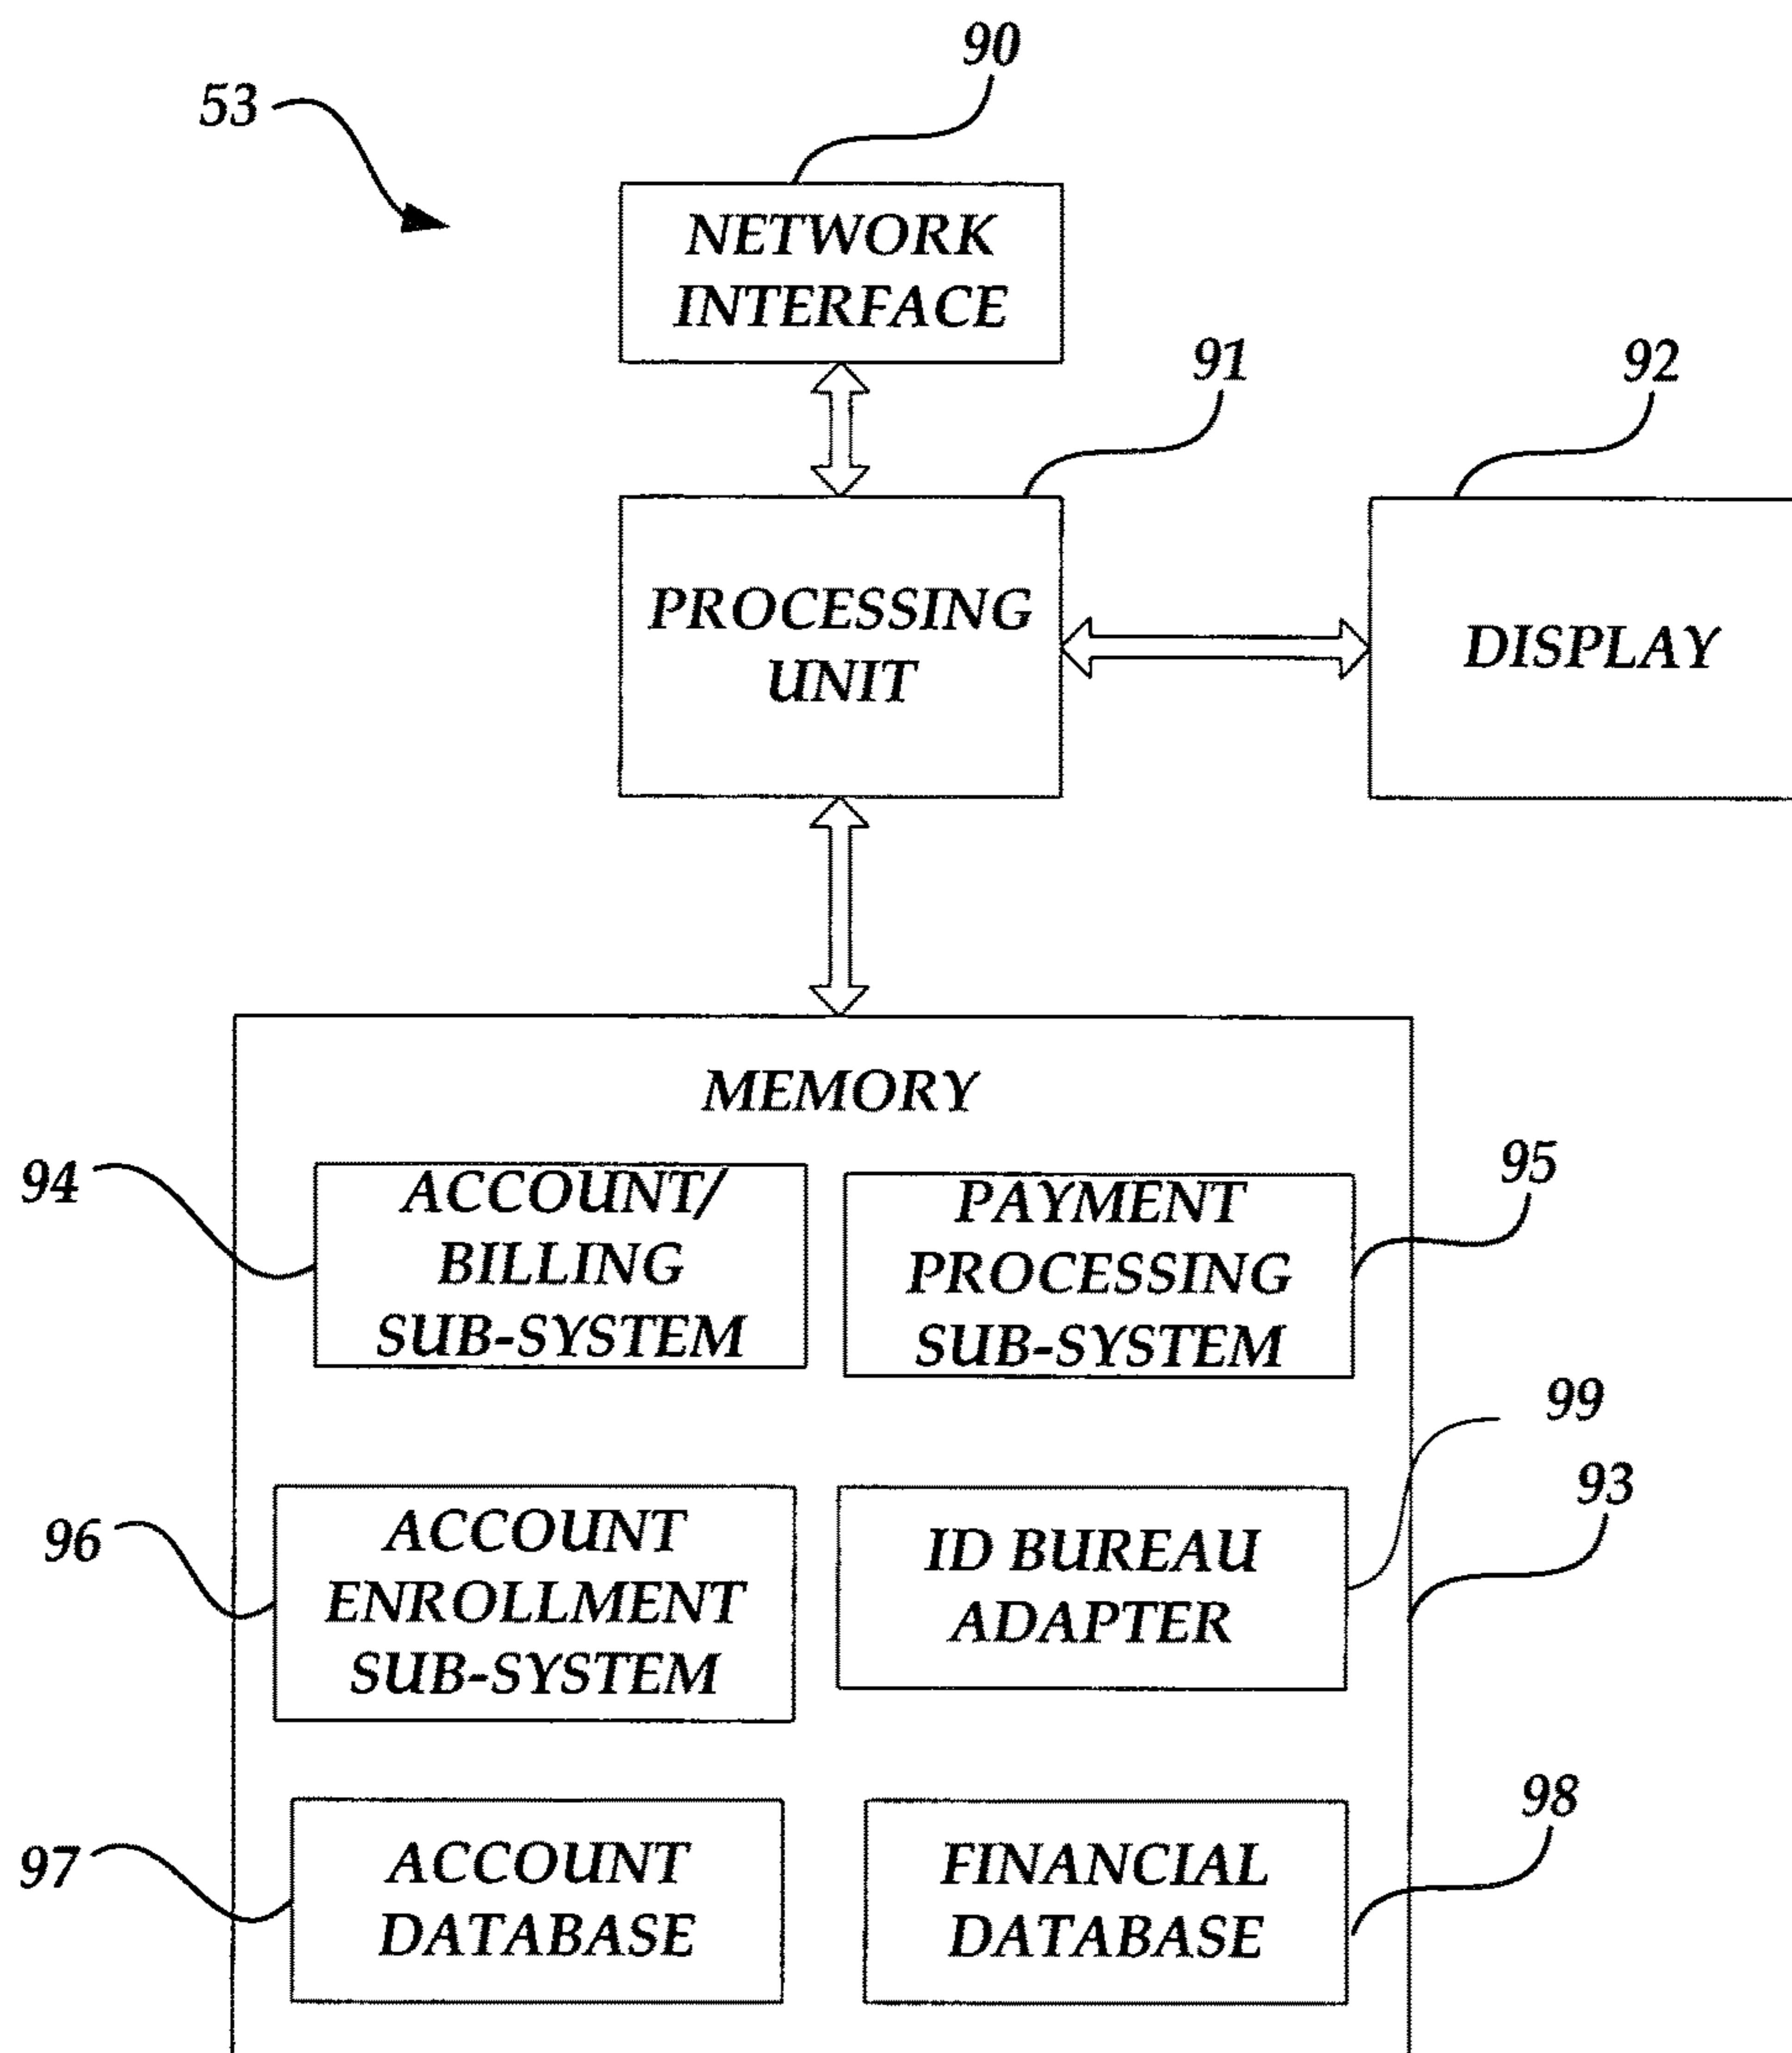 90
53
NETWORK
INTERFACE
91
92
PROCESSING
UNIT
DISPLAY
MEMORY
94
ACCOUNT/
BILLING
SUB-SYSTEM
PAYMENT
PROCESSING
SUB-SYSTEM
95
99
93
96
ACCOUNT
ENROLLMENT
SUB-SYSTEM
ID BUREAU
ADAPTER
98
97
ACCOUNT
DATABASE
FINANCIAL
DATABASE